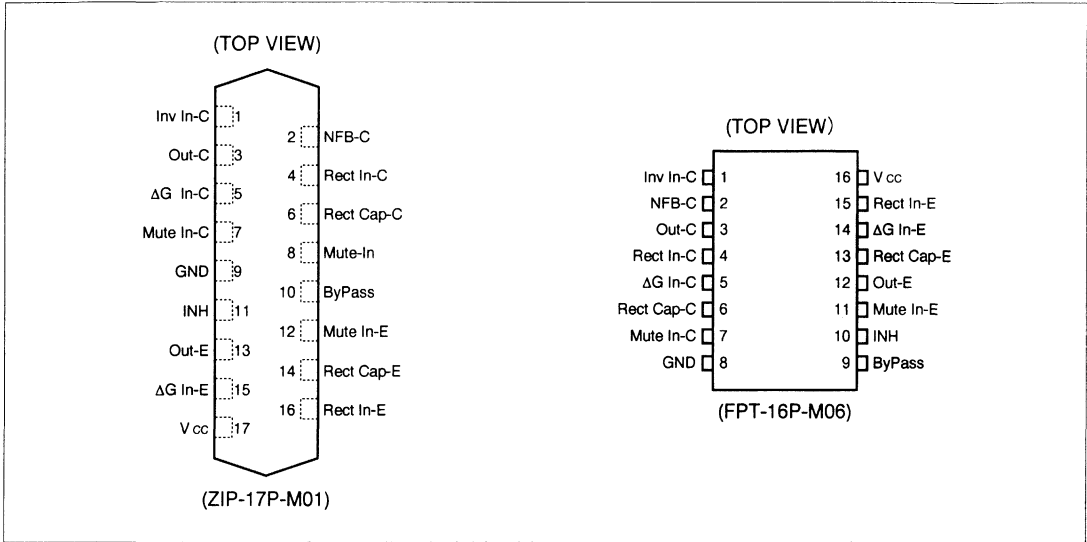 (TOP VIEW)
Inv In-C 1
2 NFB-C
Out-C 3
4 Rect In-C
ΔG In-C 5
6 Rect Cap-C
Mute In-C 7
8 Mute-In
GND 9
10 ByPass
INH 11
12 Mute In-E
Out-E 13
14 Rect Cap-E
ΔG In-E 15
16 Rect In-E
Vcc 17
(ZIP-17P-M01)
(TOP VIEW)
Inv In-C 1 16 Vcc
NFB-C 2 15 Rect In-E
Out-C 3 14 ΔG In-E
Rect In-C 4 13 Rect Cap-E
ΔG In-C 5 12 Out-E
Rect Cap-C 6 11 Mute In-E
Mute In-C 7 10 INH
GND 8 9 ByPass
(FPT-16P-M06)